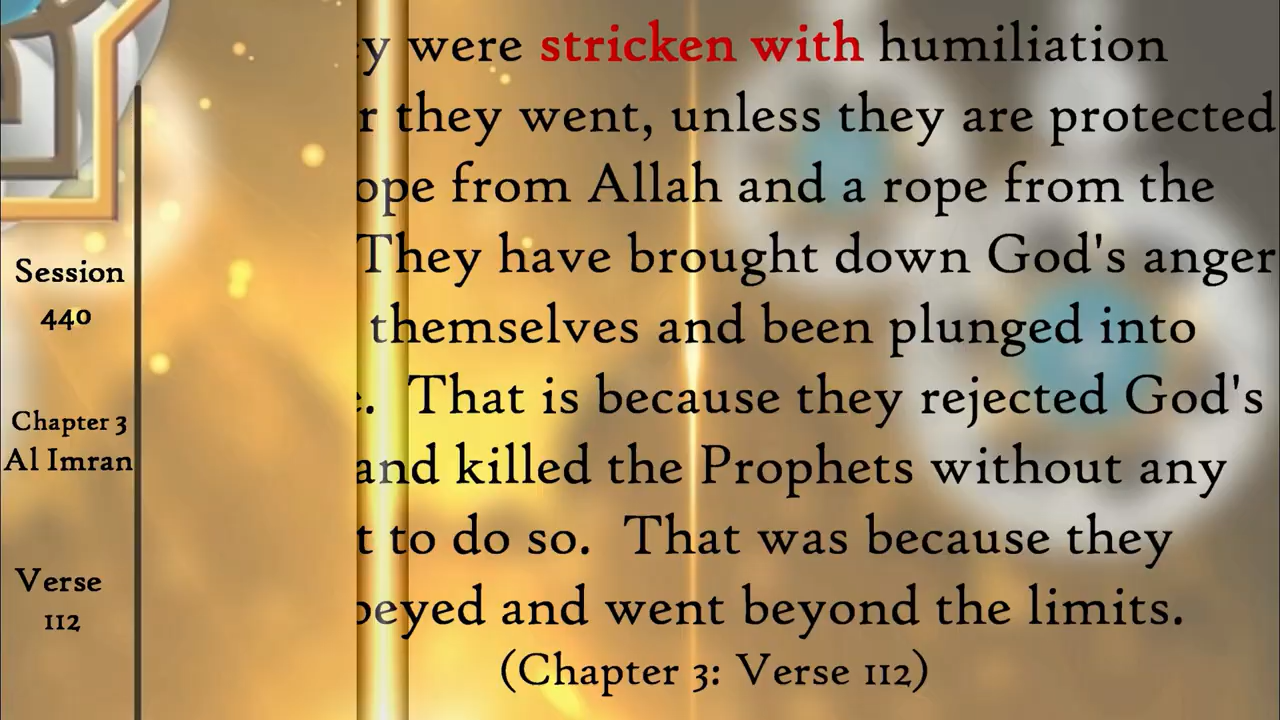 Session
440
Chapter 3
Al Imran
Verse
112
were stricken with humiliation
they went, unless they are protected
from Allah and a rope from the
They have brought down God's anger
themselves and been plunged into
That is because they rejected God's
and killed the Prophets without any
to do so. That was because they
and went beyond the limits.
(Chapter 3: Verse 112)